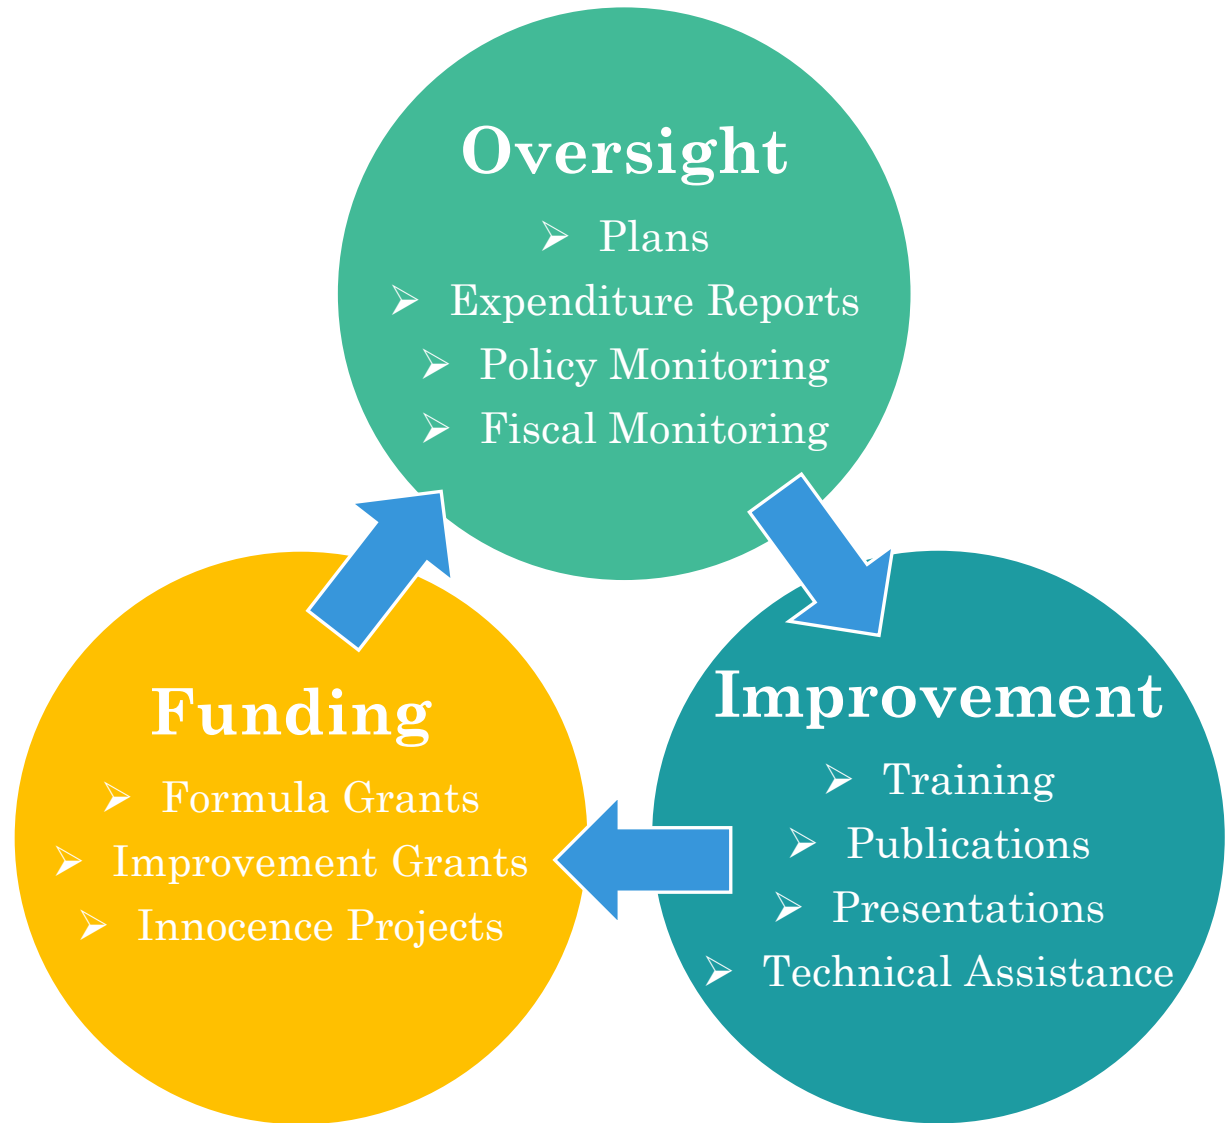 Oversight
➢ Plans
➢ Expenditure Reports
➢ Policy Monitoring
➢ Fiscal Monitoring
Funding
➢ Formula Grants
➢ Improvement Grants
➢ Innocence Projects
Improvement
➢ Training
➢ Publications
➢ Presentations
➢ Technical Assistance